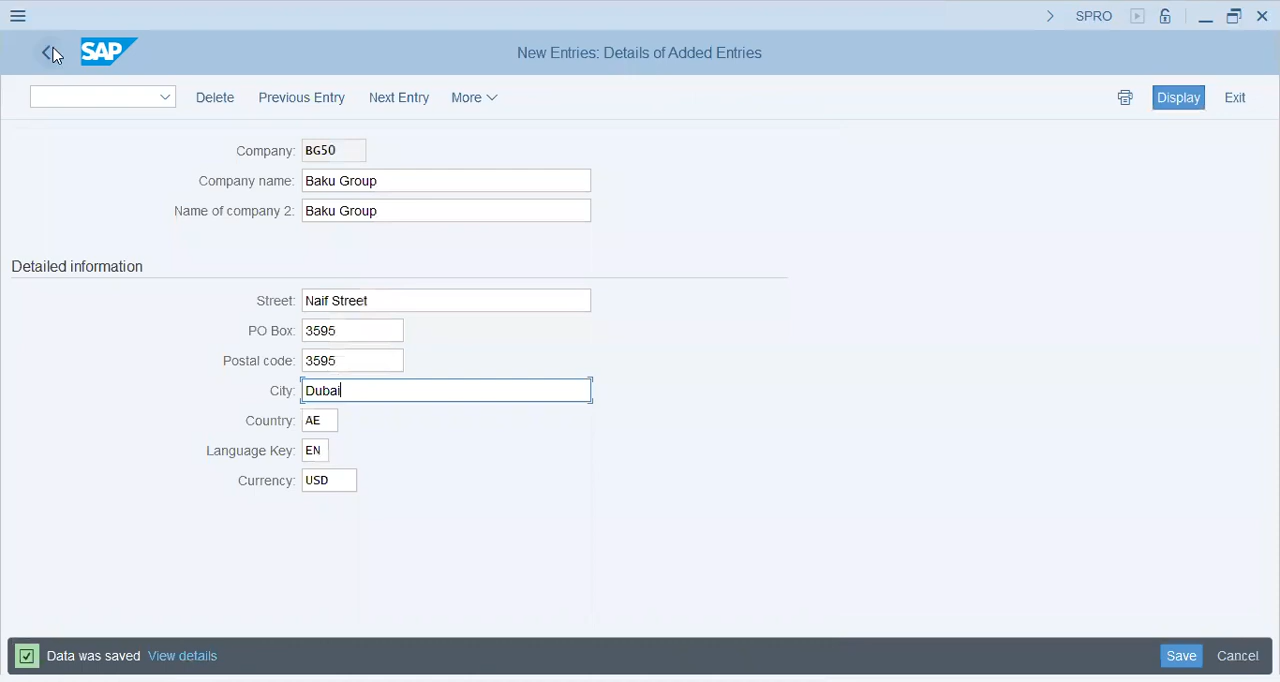 SPRO
SAP New Entries: Details of Added Entries
Delete Previous Entry Next Entry More Display Exit
Company: BG50
Company name: Baku Group
Name of company 2: Baku Group
Detailed information
Street: Naif Street
PO Box: 3595
Postal code: 3595
City: Dubai
Country: AE
Language Key: EN
Currency: USD
Data was saved View details Save Cancel